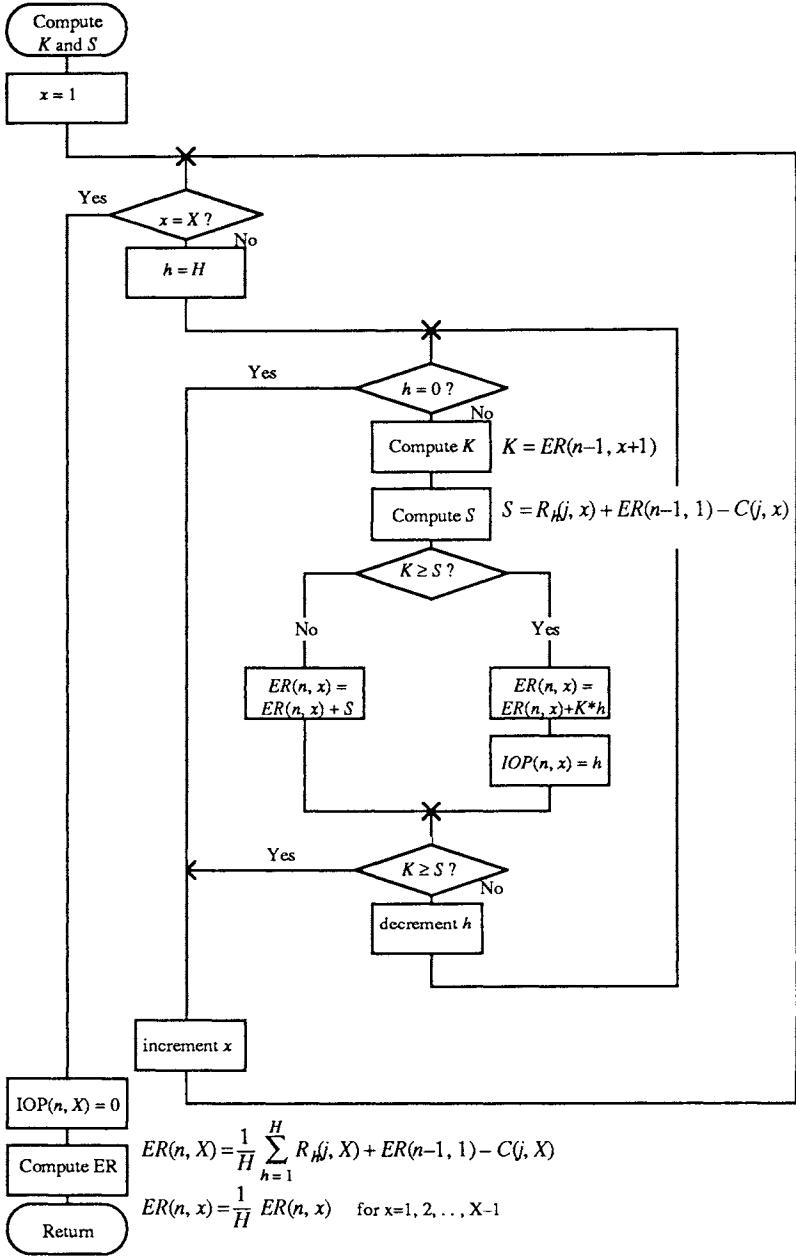 Compute
K and S
x = 1
Yes
x = X ?
No
h = H
Yes
h = 0 ?
No
Compute K
K = ER(n–1, x+1)
Compute S
S = R_h(j, x) + ER(n–1, 1) – C(j, x)
K ≥ S ?
No
Yes
ER(n, x) =
ER(n, x) + S
ER(n, x) =
ER(n, x)+K*h
IOP(n, x) = h
Yes
K ≥ S ?
No
decrement h
increment x
IOP(n, X) = 0
Compute ER
ER(n, X) = 1/H ∑_{h=1}^{H} R_h(j, X) + ER(n–1, 1) – C(j, X)
ER(n, x) = 1/H ER(n, x) for x=1, 2, . . , X–1
Return